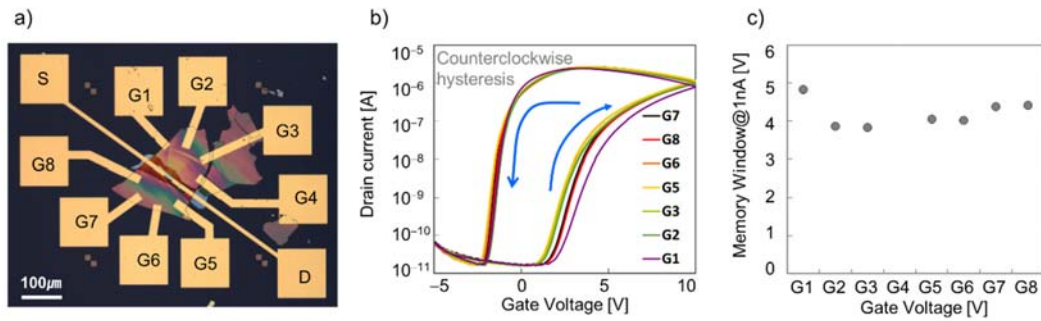 a)
S
G1
G2
G3
G8
G4
G7
G6
G5
D
100μm
b)
Counterclockwise
hysteresis
Drain current [A]
10⁻⁵
10⁻⁶
10⁻⁷
10⁻⁸
10⁻⁹
10⁻¹⁰
10⁻¹¹
−5 0 5 10
Gate Voltage [V]
G7
G8
G6
G5
G3
G2
G1
c)
Memory Window@1nA [V]
6
5
4
3
2
1
0
G1 G2 G3 G4 G5 G6 G7 G8
Gate Voltage [V]